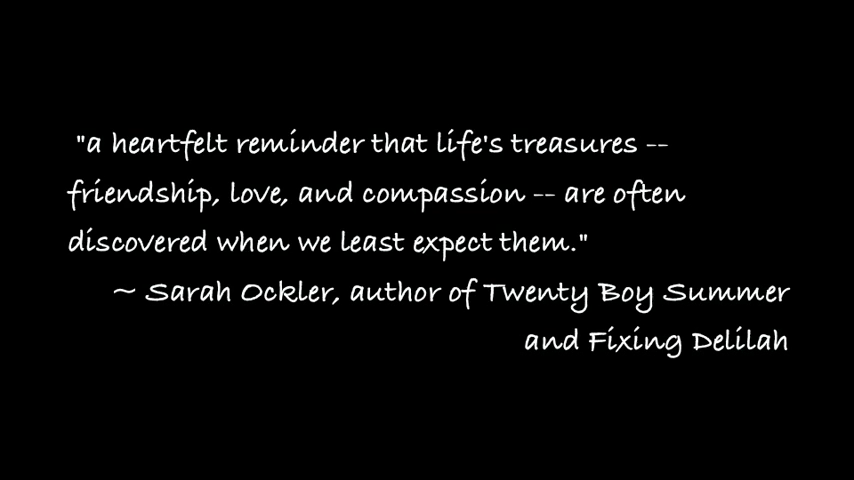 "a heartfelt reminder that life's treasures --
friendship, love, and compassion -- are often
discovered when we least expect them."
~ Sarah Ockler, author of Twenty Boy Summer
and Fixing Delilah